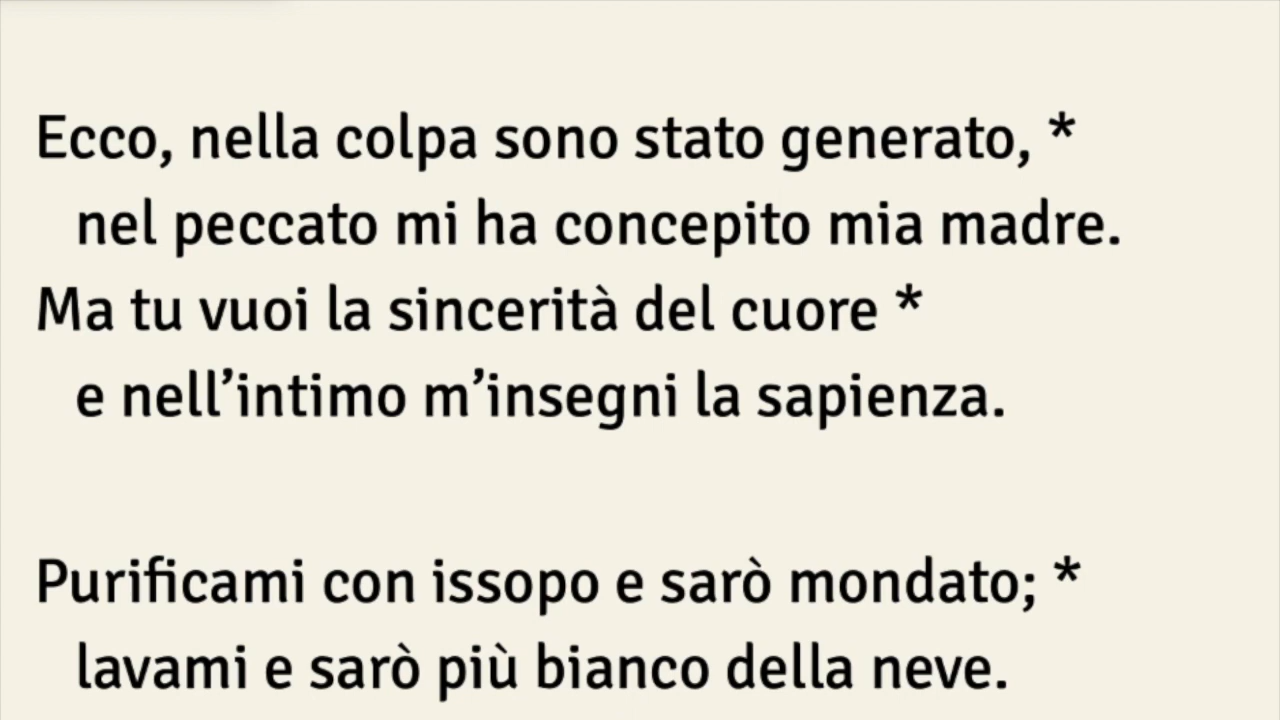 Ecco, nella colpa sono stato generato, *
nel peccato mi ha concepito mia madre.
Ma tu vuoi la sincerità del cuore *
e nell’intimo m’insegni la sapienza.
Purificami con issopo e sarò mondato; *
lavami e sarò più bianco della neve.